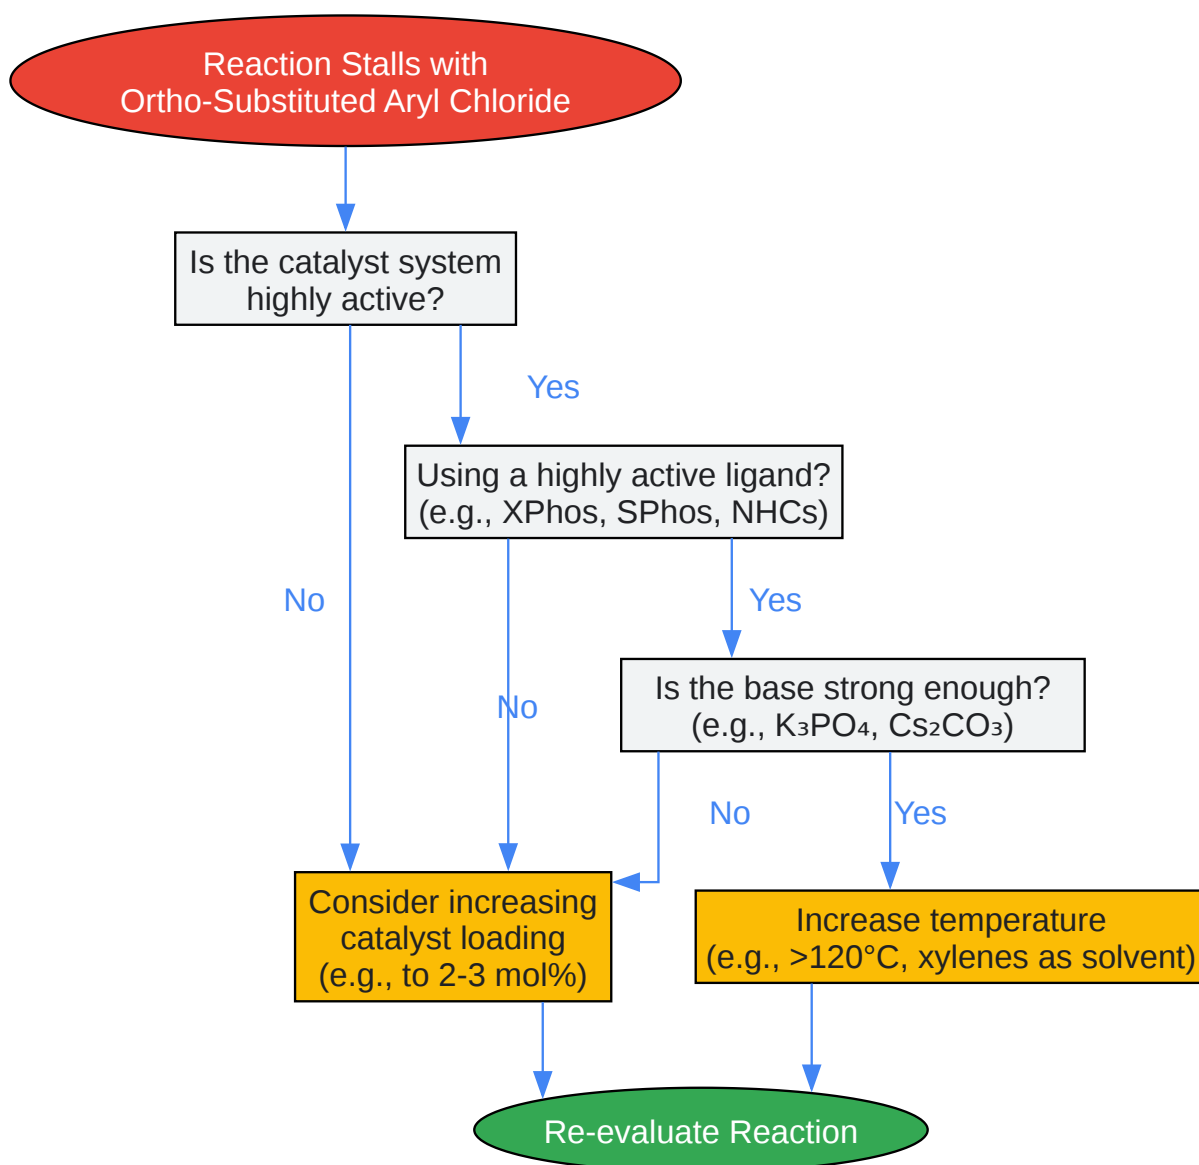 Reaction Stalls with
Ortho-Substituted Aryl Chloride
Is the catalyst system
highly active?
Yes
Using a highly active ligand?
(e.g., XPhos, SPhos, NHCs)
No
Yes
No
Is the base strong enough?
(e.g., K₃PO₄, Cs₂CO₃)
No
Yes
Consider increasing
catalyst loading
(e.g., to 2-3 mol%)
Increase temperature
(e.g., >120°C, xylenes as solvent)
Re-evaluate Reaction